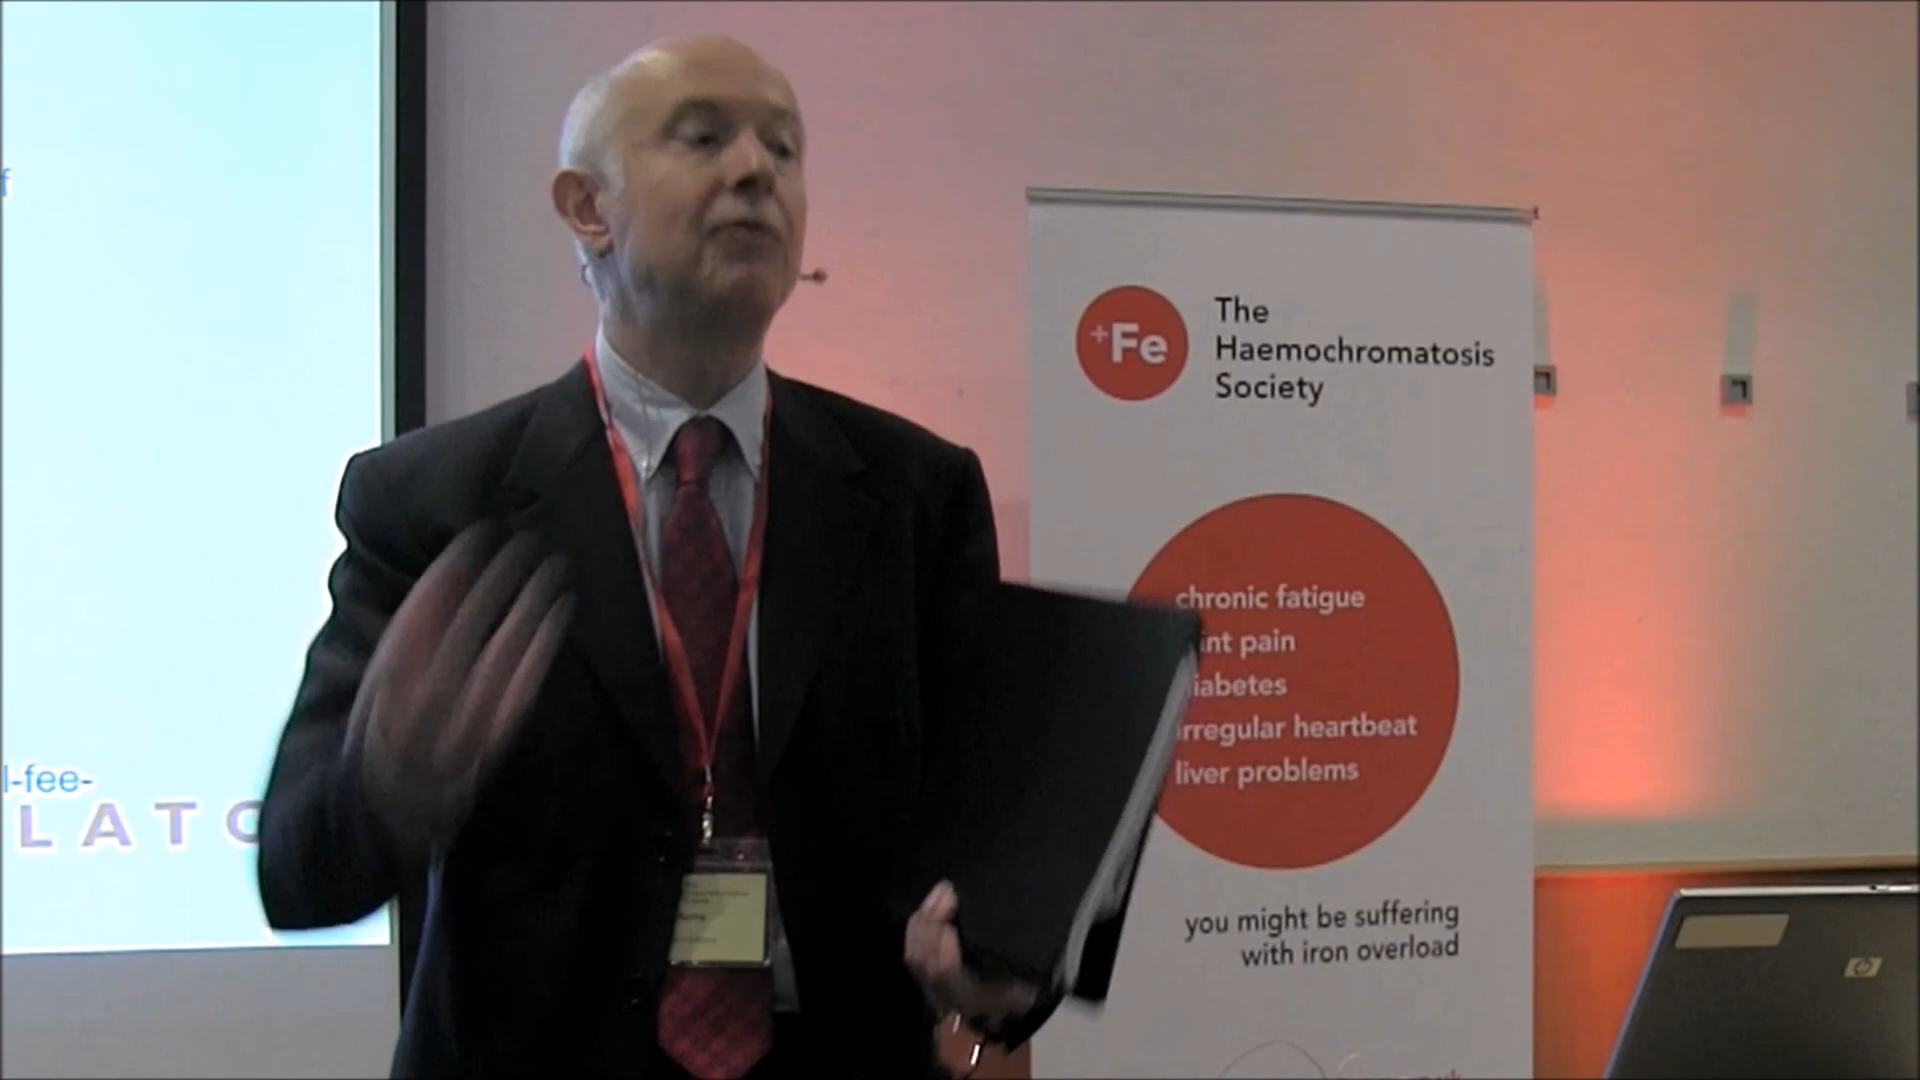 f
l-fee-
LATO
+Fe
The
Haemochromatosis
Society
chronic fatigue
int pain
iabetes
irregular heartbeat
liver problems
you might be suffering
with iron overload
hp